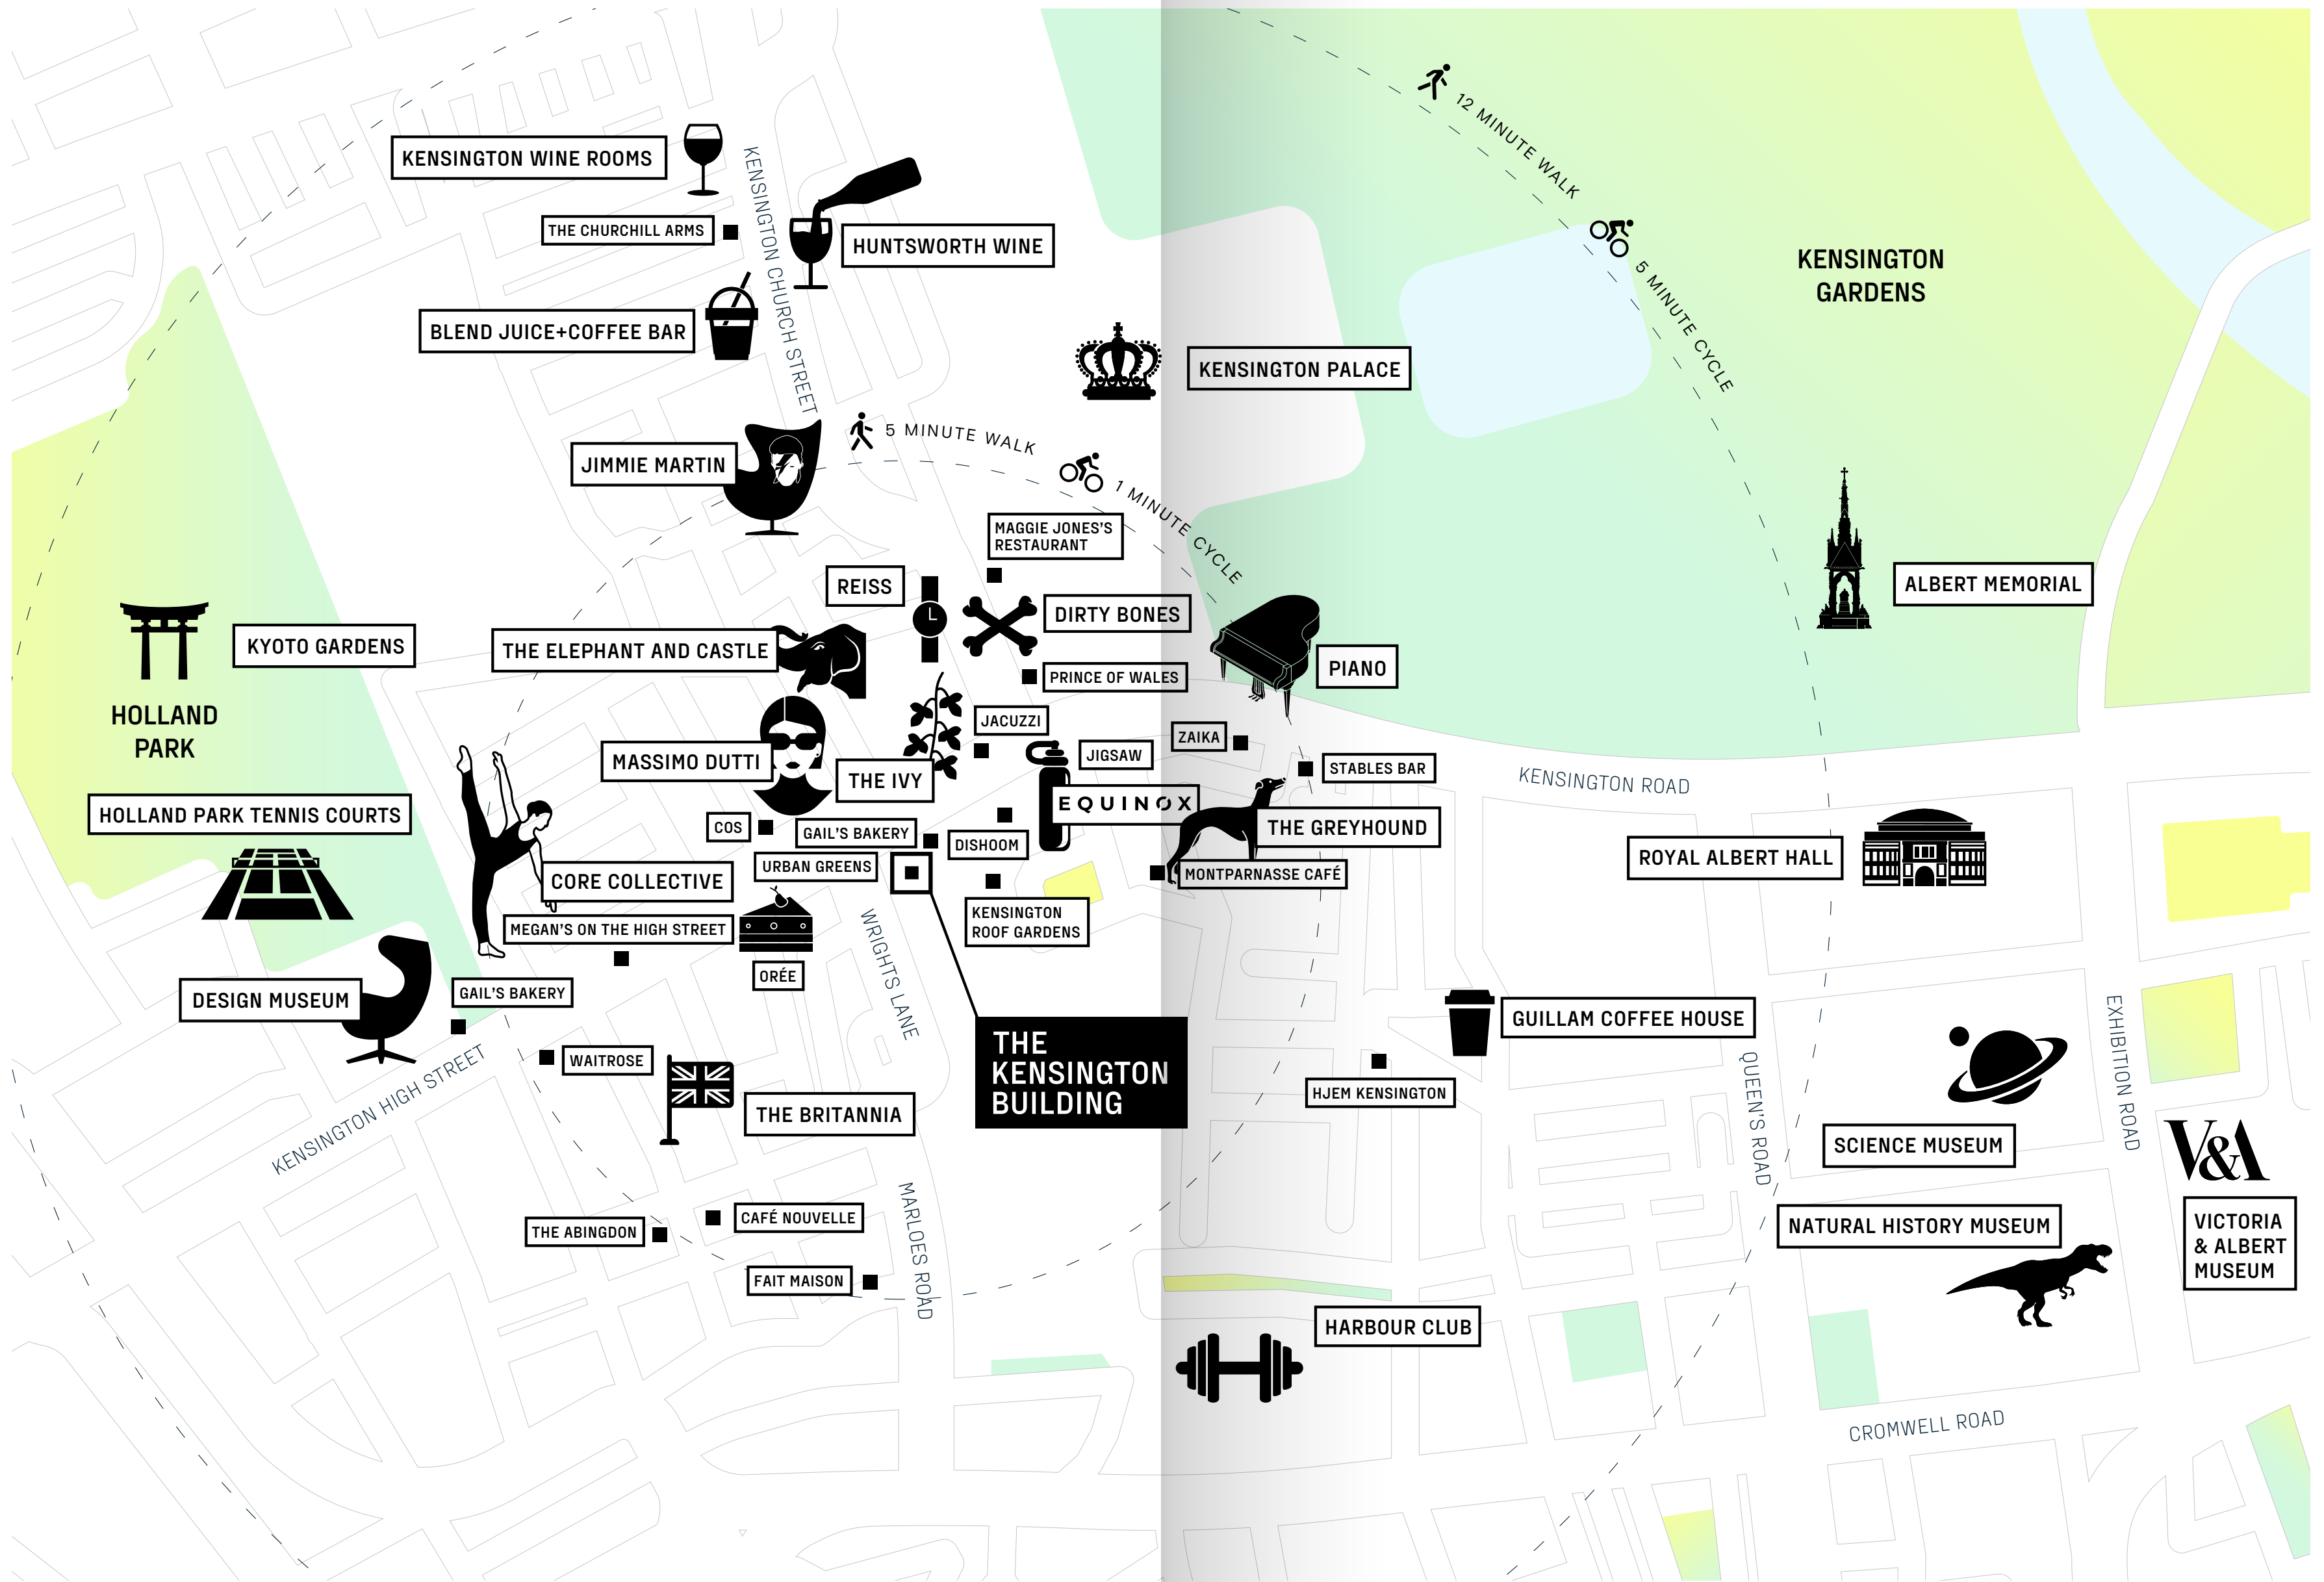 12 MINUTE WALK
KENSINGTON WINE ROOMS
KENSINGTON CHURCH STREET
THE CHURCHILL ARMS
HUNTSWORTH WINE
5 MINUTE CYCLE
KENSINGTON
GARDENS
BLEND JUICE+COFFEE BAR
KENSINGTON PALACE
5 MINUTE WALK
JIMMIE MARTIN
1 MINUTE CYCLE
MAGGIE JONES'S
RESTAURANT
REISS
DIRTY BONES
ALBERT MEMORIAL
KYOTO GARDENS
THE ELEPHANT AND CASTLE
PRINCE OF WALES
PIANO
HOLLAND
PARK
JACUZZI
ZAIKA
MASSIMO DUTTI
THE IVY
JIGSAW
STABLES BAR
KENSINGTON ROAD
HOLLAND PARK TENNIS COURTS
EQUINOX
COS
GAIL'S BAKERY
DISHOOM
THE GREYHOUND
ROYAL ALBERT HALL
URBAN GREENS
CORE COLLECTIVE
MONTPARNASSE CAFÉ
MEGAN'S ON THE HIGH STREET
KENSINGTON
ROOF GARDENS
WRIGHTS LANE
ORÉE
DESIGN MUSEUM
GAIL'S BAKERY
GUILLAM COFFEE HOUSE
EXHIBITION ROAD
THE
KENSINGTON
BUILDING
WAITROSE
KENSINGTON HIGH STREET
HJEM KENSINGTON
QUEEN'S ROAD
THE BRITANNIA
SCIENCE MUSEUM
V&A
VICTORIA
& ALBERT
MUSEUM
NATURAL HISTORY MUSEUM
MARLOES ROAD
CAFÉ NOUVELLE
THE ABINGDON
FAIT MAISON
HARBOUR CLUB
CROMWELL ROAD